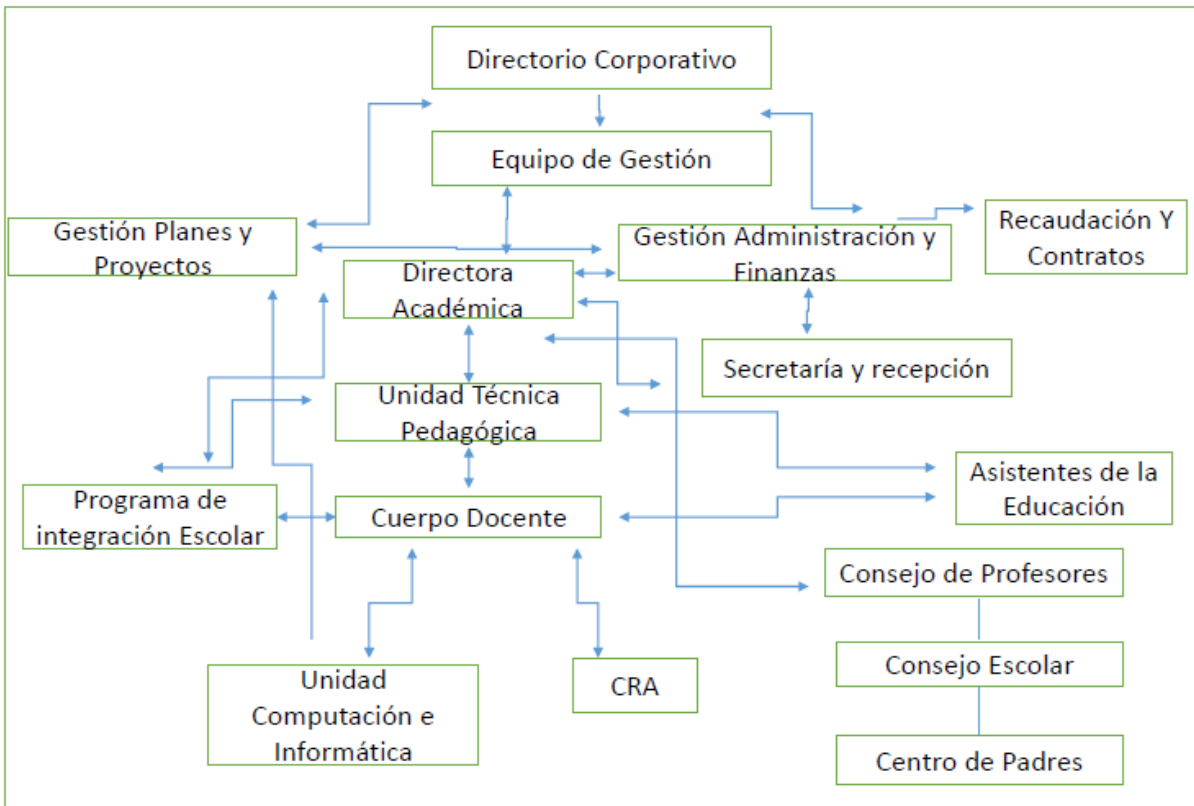 Directorio Corporativo
Equipo de Gestión
Gestión Planes y
Proyectos
Gestión Administración y
Finanzas
Recaudación Y
Contratos
Directora
Académica
Secretaría y recepción
Unidad Técnica
Pedagógica
Asistentes de la
Educación
Programa de
integración Escolar
Cuerpo Docente
Consejo de Profesores
Unidad
Computación e
Informática
CRA
Consejo Escolar
Centro de Padres